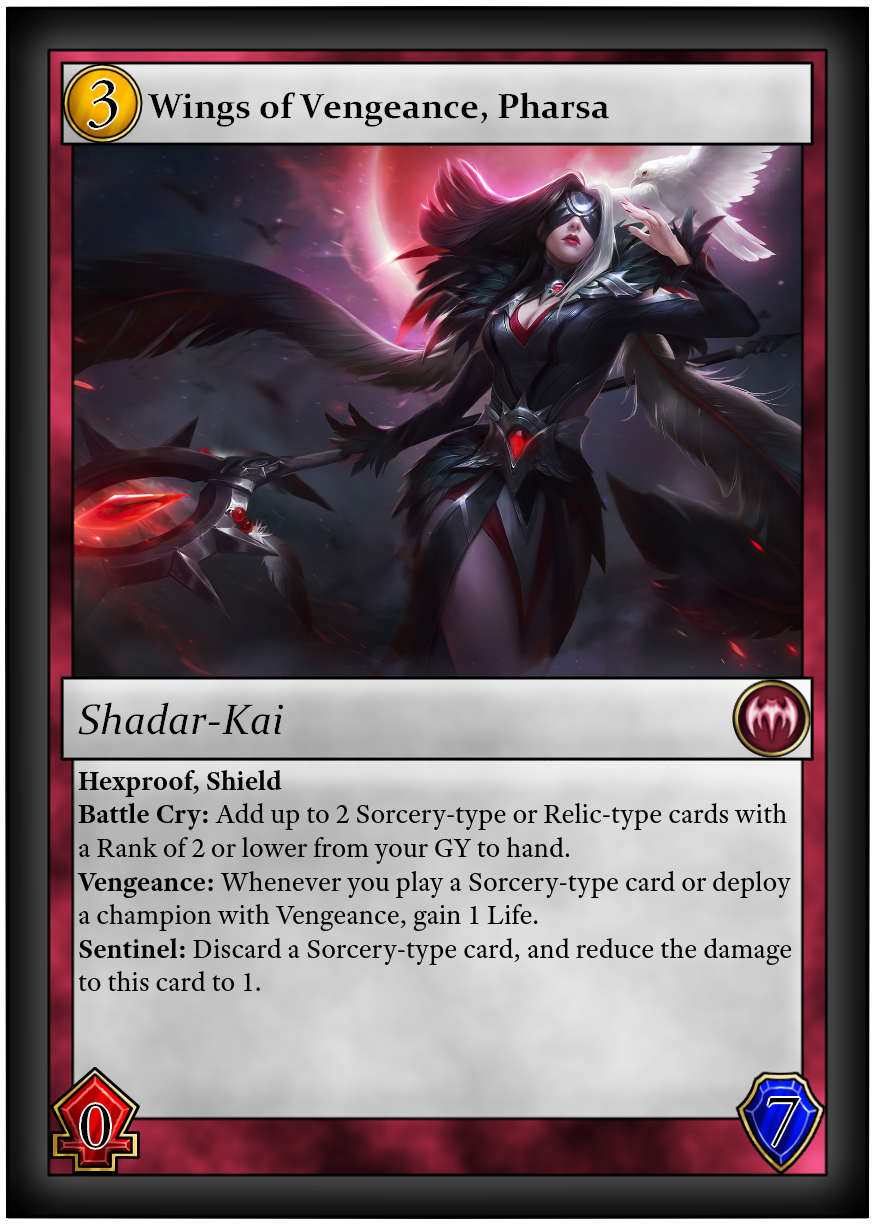 3
Wings of Vengeance, Pharsa
Shadar-Kai
Hexproof, Shield
Battle Cry: Add up to 2 Sorcery-type or Relic-type cards with
a Rank of 2 or lower from your GY to hand.
Vengeance: Whenever you play a Sorcery-type card or deploy
a champion with Vengeance, gain 1 Life.
Sentinel: Discard a Sorcery-type card, and reduce the damage
to this card to 1.
0
7